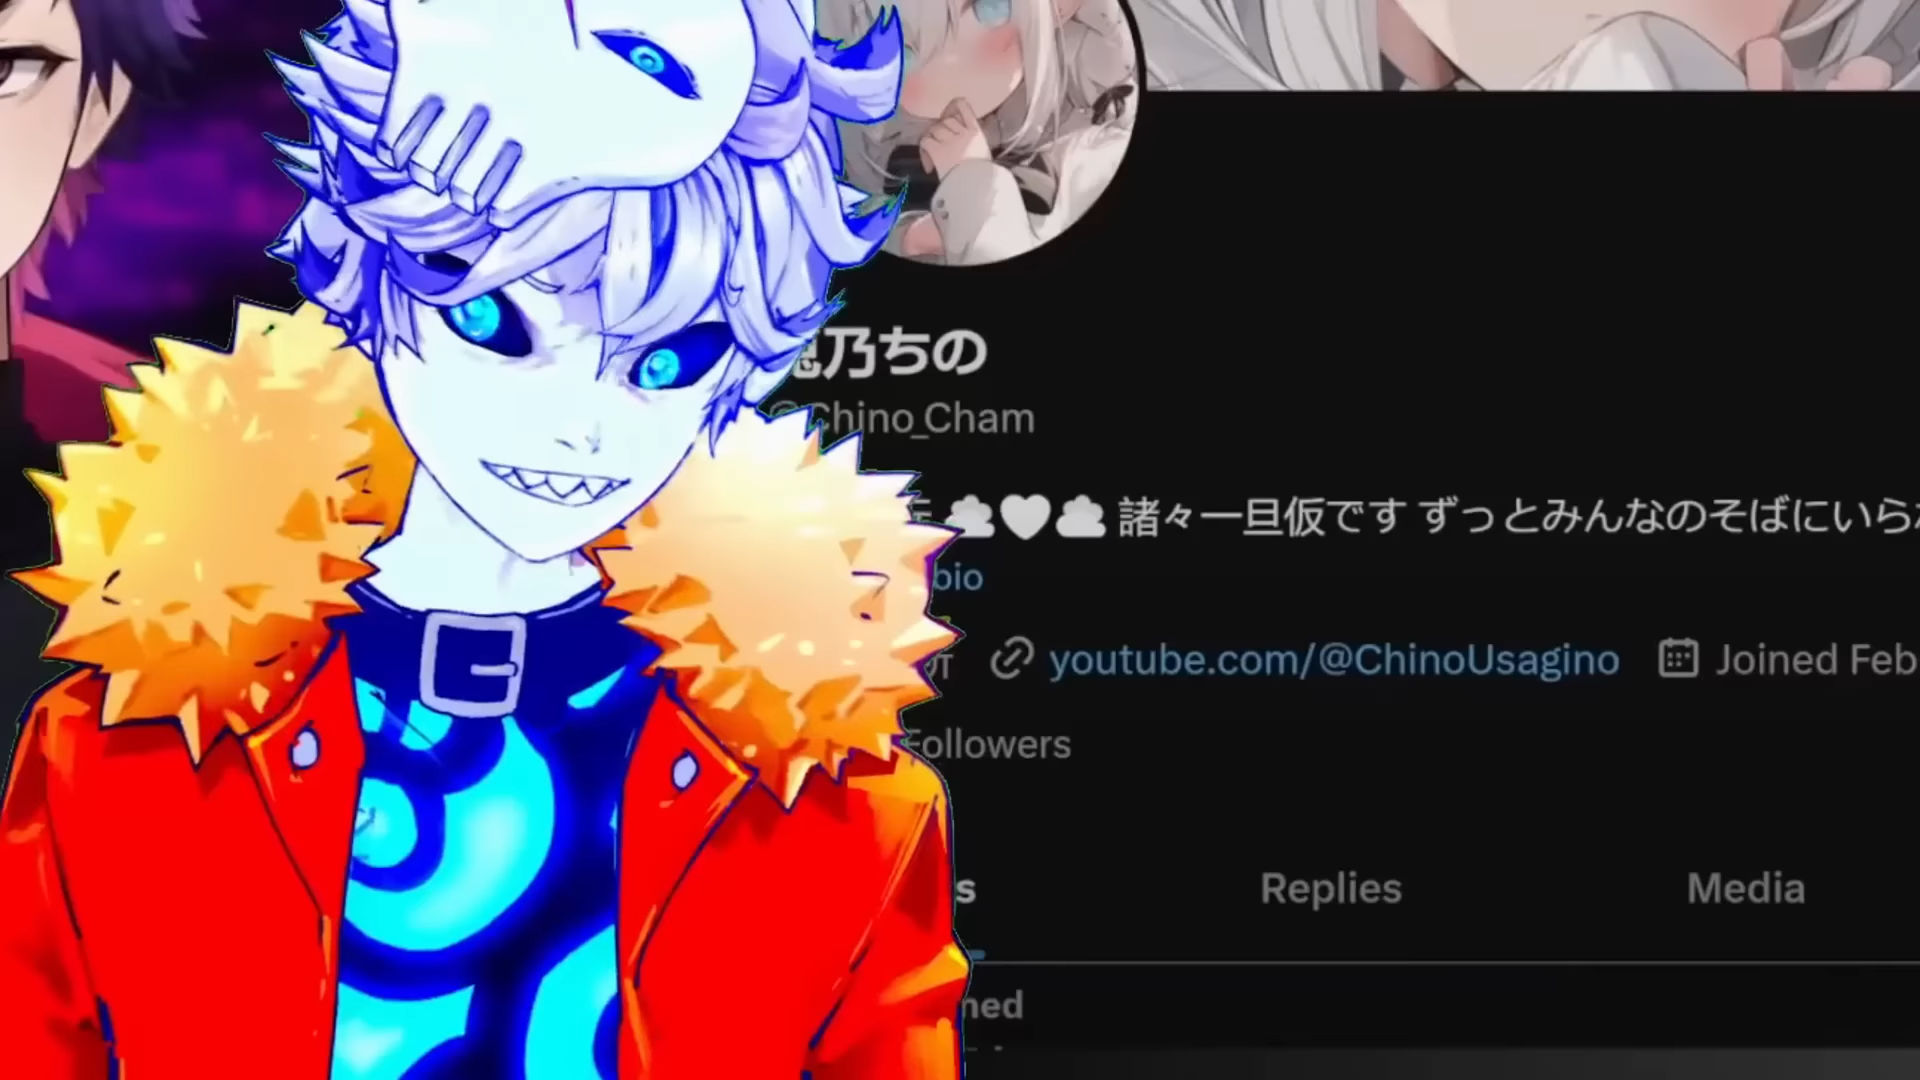 乃ちの
@Chino_Cham
諸々一旦仮です ずっとみんなのそばにいら
bio
youtube.com/@ChinoUsagino Joined Feb
Followers
s Replies Media
ned